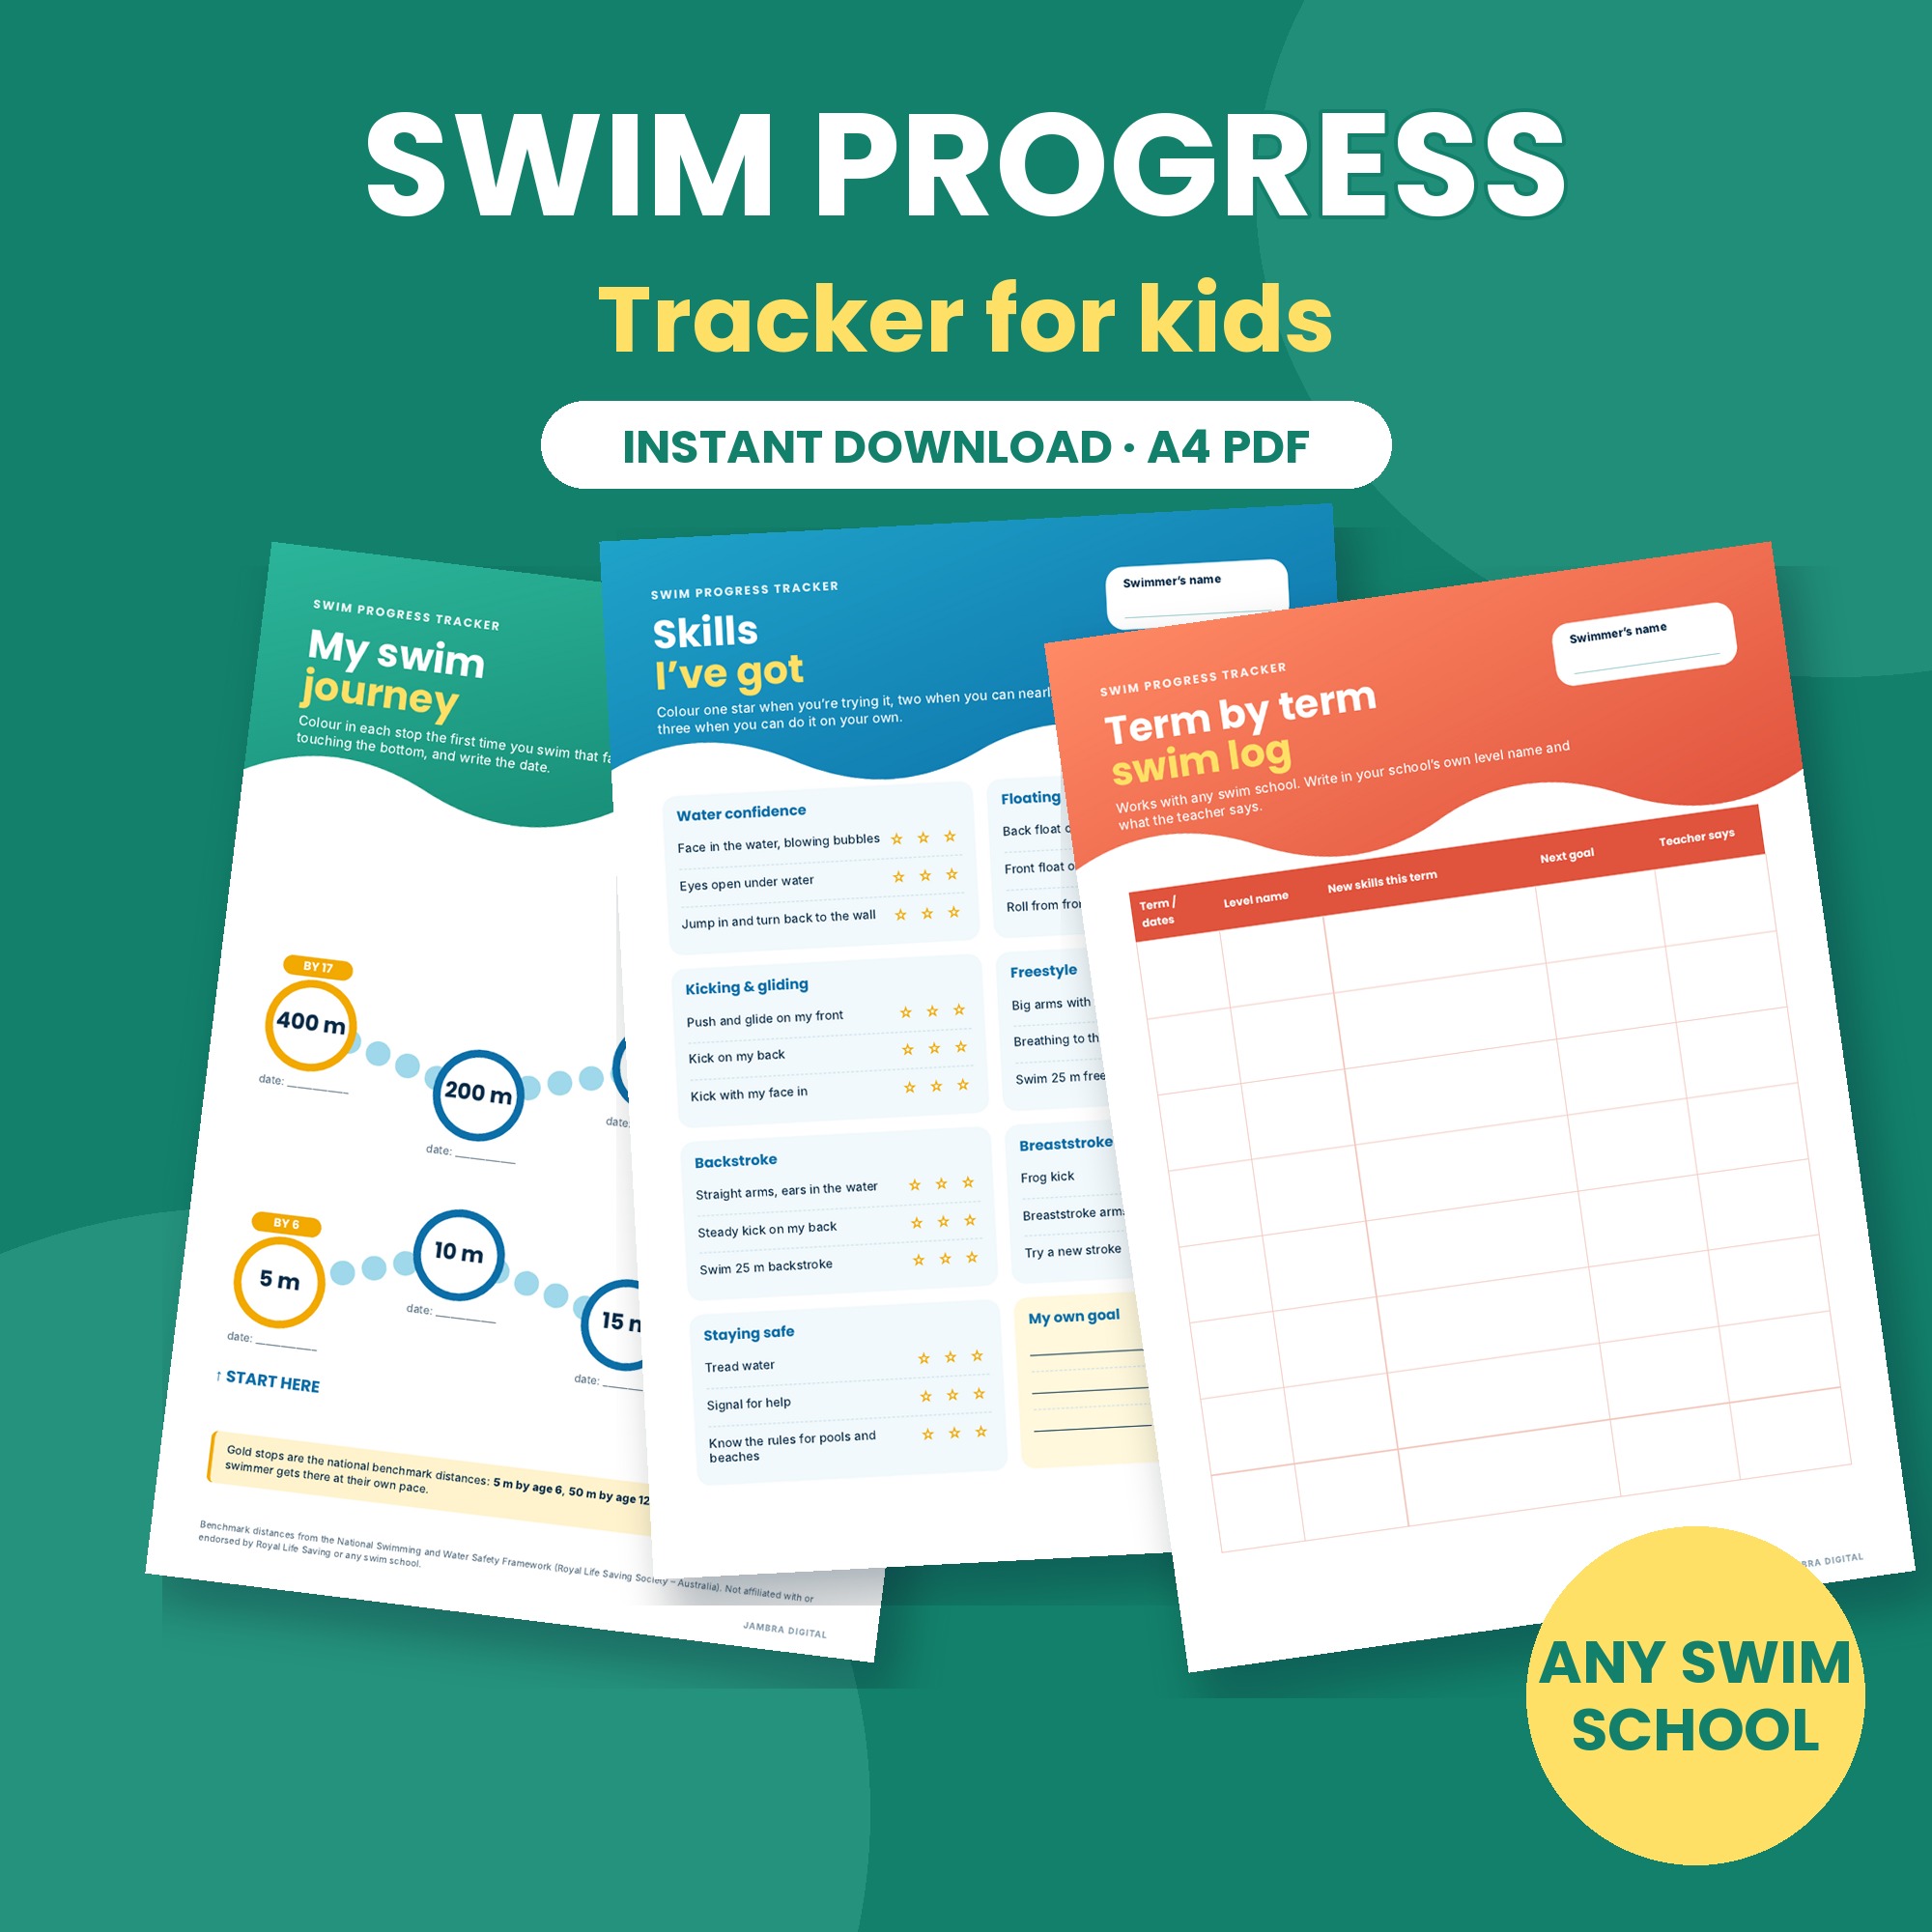 SWIM PROGRESS
Tracker for kids
INSTANT DOWNLOAD · A4 PDF
SWIM PROGRESS TRACKER
My swim
journey
Colour in each stop the first time you swim that
touching the bottom, and write the date.
BY 17
400 m
date:
200 m
date:
date:
BY 6
5 m
date:
10 m
date:
15
date:
↑ START HERE
Gold stops are the national benchmark distances: 5 m by age 6, 50 m by age 12
swimmer gets there at their own pace.
Benchmark distances from the National Swimming and Water Safety Framework (Royal Life Saving Society – Australia). Not affiliated with or
endorsed by Royal Life Saving or any swim school.
JAMBRA DIGITAL
SWIM PROGRESS TRACKER
Skills
I've got
Colour one star when you're trying it, two when you can
three when you can do it on your own.
Swimmer's name
Water confidence
Face in the water, blowing bubbles
Eyes open under water
Jump in and turn back to the wall
Kicking & gliding
Push and glide on my front
Kick on my back
Kick with my face in
Backstroke
Straight arms, ears in the water
Steady kick on my back
Swim 25 m backstroke
Staying safe
Tread water
Signal for help
Know the rules for pools and
beaches
Floating
Back float
Front float
Roll from
Freestyle
Big arms with
Breathing to
Swim 25 m
Breaststroke
Frog kick
Breaststroke
Try a new stroke
My own goal
SWIM PROGRESS TRACKER
Term by term
swim log
Works with any swim school. Write in your school's own level name and
what the teacher says.
Swimmer's name
Term /
dates
Level name
New skills this term
Next goal
Teacher says
DIGITAL
ANY SWIM
SCHOOL